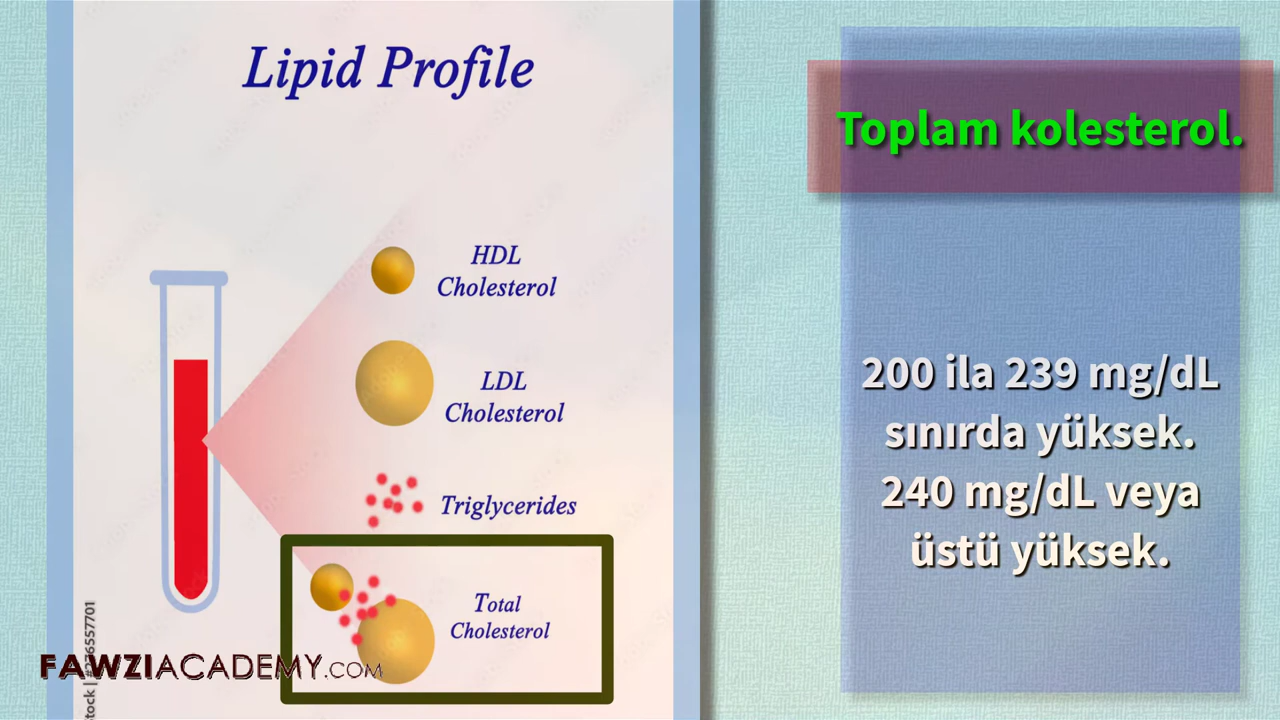 Lipid Profile
HDL
Cholesterol
LDL
Cholesterol
Triglycerides
Total
Cholesterol
FAWZIACADEMY.COM
Toplam kolesterol.
200 ila 239 mg/dL
sınırda yüksek.
240 mg/dL veya
üstü yüksek.